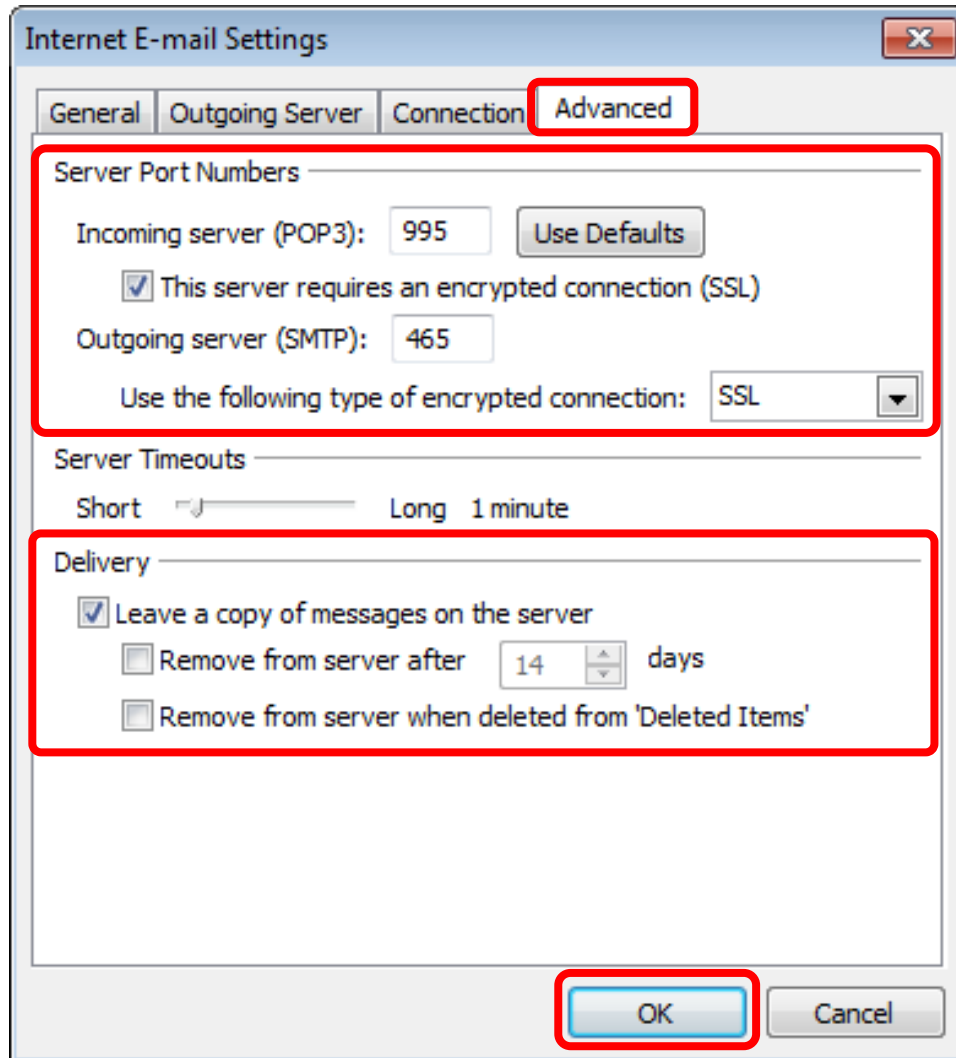 Internet E-mail Settings
General Outgoing Server Connection Advanced
Server Port Numbers
Incoming server (POP3): 995 Use Defaults
This server requires an encrypted connection (SSL)
Outgoing server (SMTP): 465
Use the following type of encrypted connection: SSL
Server Timeouts
Short Long 1 minute
Delivery
Leave a copy of messages on the server
Remove from server after 14 days
Remove from server when deleted from 'Deleted Items'
OK Cancel